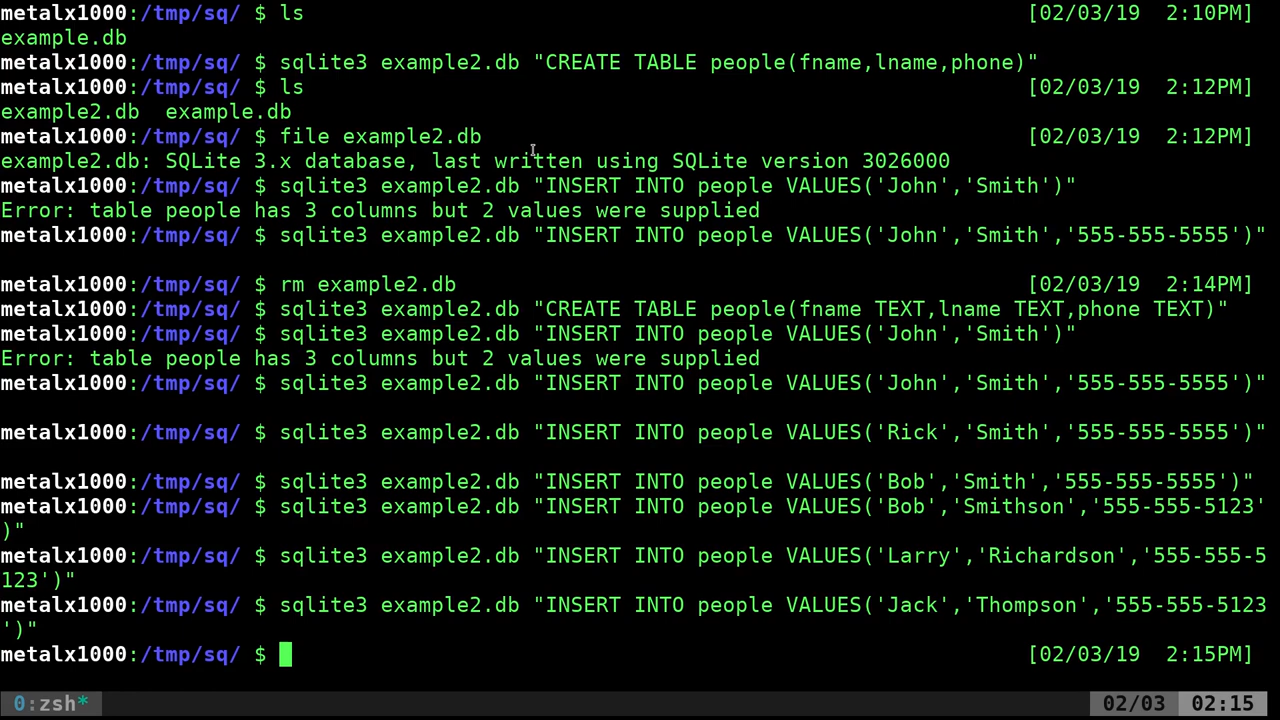 metalx1000:/tmp/sq/ $ ls [02/03/19 2:10PM]
example.db
metalx1000:/tmp/sq/ $ sqlite3 example2.db "CREATE TABLE people(fname,lname,phone)"
metalx1000:/tmp/sq/ $ ls [02/03/19 2:12PM]
example2.db example.db
metalx1000:/tmp/sq/ $ file example2.db [02/03/19 2:12PM]
example2.db: SQLite 3.x database, last written using SQLite version 3026000
metalx1000:/tmp/sq/ $ sqlite3 example2.db "INSERT INTO people VALUES('John','Smith')"
Error: table people has 3 columns but 2 values were supplied
metalx1000:/tmp/sq/ $ sqlite3 example2.db "INSERT INTO people VALUES('John','Smith','555-555-5555')"
metalx1000:/tmp/sq/ $ rm example2.db [02/03/19 2:14PM]
metalx1000:/tmp/sq/ $ sqlite3 example2.db "CREATE TABLE people(fname TEXT,lname TEXT,phone TEXT)"
metalx1000:/tmp/sq/ $ sqlite3 example2.db "INSERT INTO people VALUES('John','Smith')"
Error: table people has 3 columns but 2 values were supplied
metalx1000:/tmp/sq/ $ sqlite3 example2.db "INSERT INTO people VALUES('John','Smith','555-555-5555')"
metalx1000:/tmp/sq/ $ sqlite3 example2.db "INSERT INTO people VALUES('Rick','Smith','555-555-5555')"
metalx1000:/tmp/sq/ $ sqlite3 example2.db "INSERT INTO people VALUES('Bob','Smith','555-555-5555')"
metalx1000:/tmp/sq/ $ sqlite3 example2.db "INSERT INTO people VALUES('Bob','Smithson','555-555-5123'
)"
metalx1000:/tmp/sq/ $ sqlite3 example2.db "INSERT INTO people VALUES('Larry','Richardson','555-555-5
123')"
metalx1000:/tmp/sq/ $ sqlite3 example2.db "INSERT INTO people VALUES('Jack','Thompson','555-555-5123
')"
metalx1000:/tmp/sq/ $ [02/03/19 2:15PM]
0:zsh* 02/03 02:15